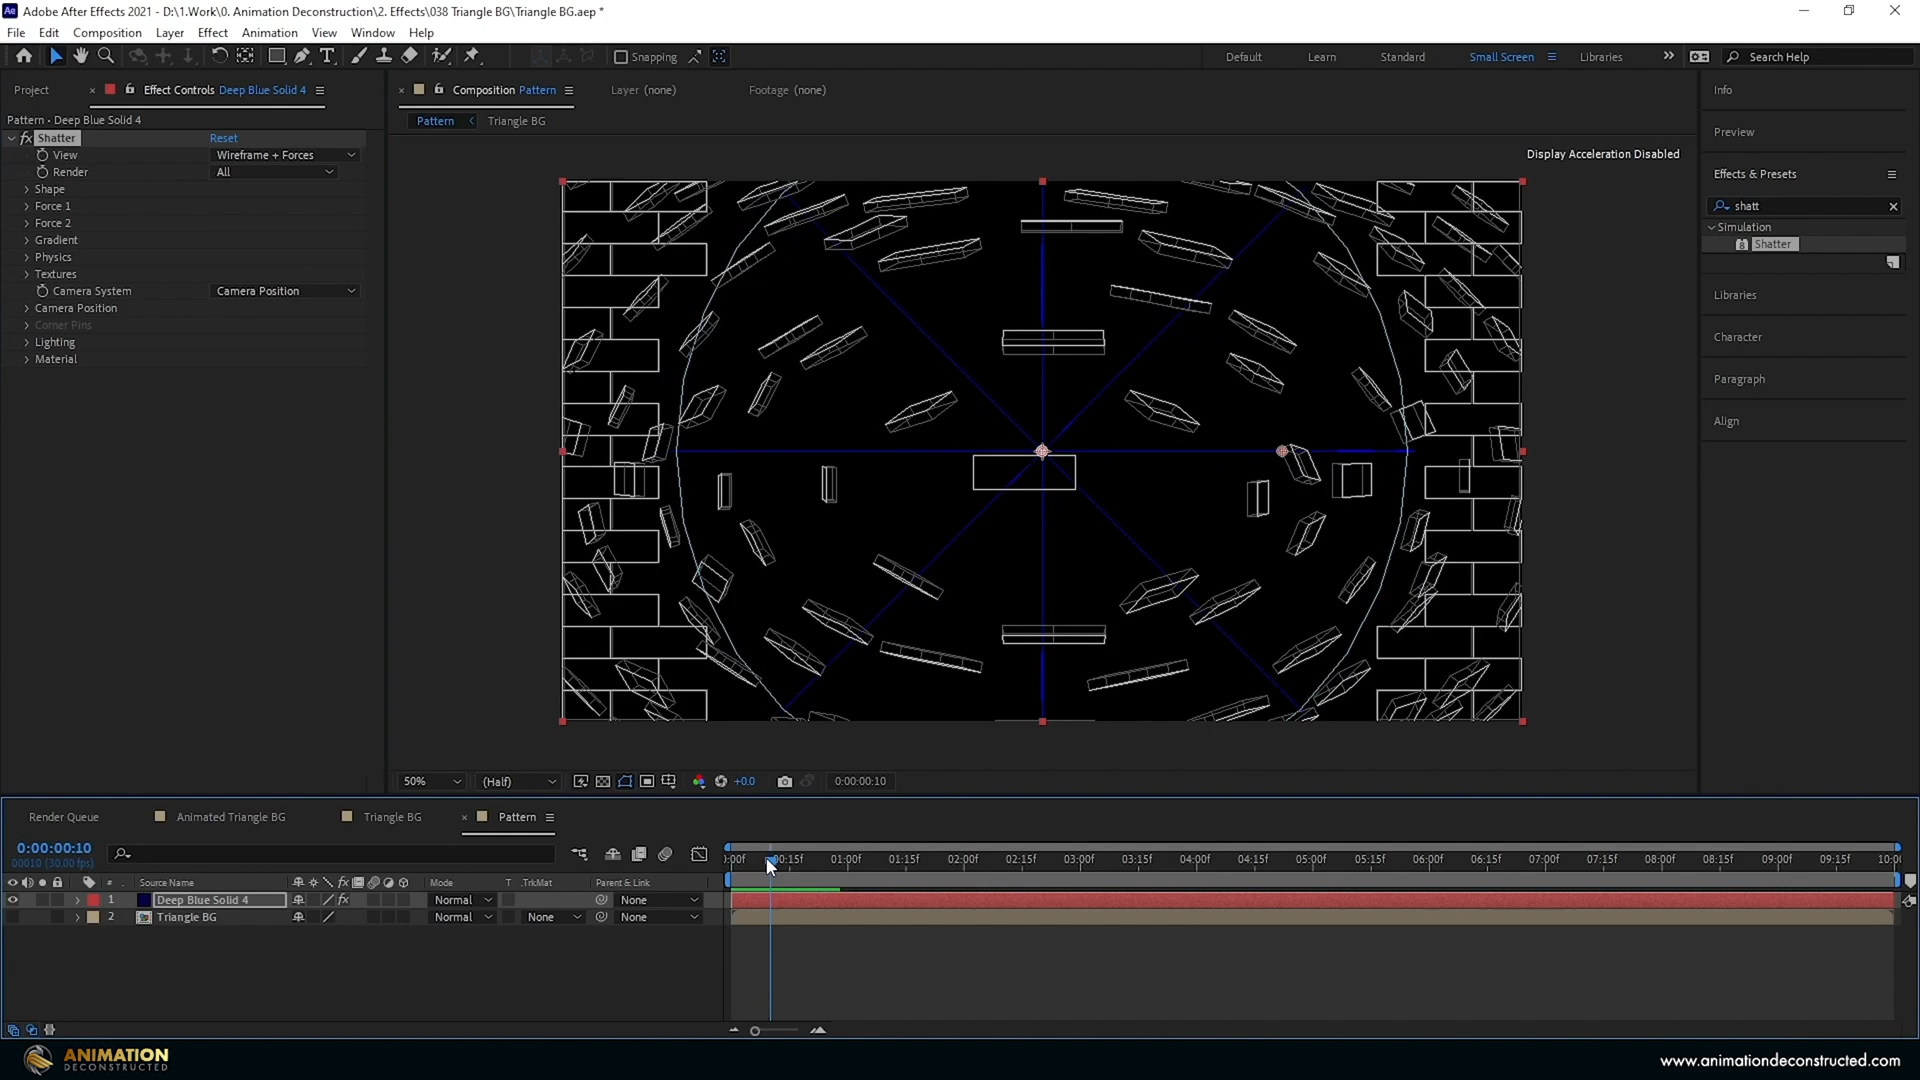 Adobe After Effects 2021 - D:\1.Work\0. Animation Deconstruction\2. Effects\038 Triangle BG\Triangle BG.aep *
File Edit Composition Layer Effect Animation View Window Help
Snapping Default Learn Standard Small Screen Libraries Search Help
Project Effect Controls Deep Blue Solid 4 Composition Pattern Layer (none) Footage (none) Info
Pattern • Deep Blue Solid 4 Pattern Triangle BG
Shatter Reset Preview
View Wireframe + Forces Display Acceleration Disabled
Render All Effects & Presets
Shape
Force 1 shatt
Force 2 Simulation
Gradient Shatter
Physics
Textures
Camera System Camera Position Libraries
Camera Position
Corner Pins
Lighting Character
Material
Paragraph
Align
50% (Half) +0.0 0:00:00:10
Render Queue Animated Triangle BG Triangle BG Pattern
0:00:00:10
00010 (30.00 fps)
:00f 00:15f 01:00f 01:15f 02:00f 02:15f 03:00f 03:15f 04:00f 04:15f 05:00f 05:15f 06:00f 06:15f 07:00f 07:15f 08:00f 08:15f 09:00f 09:15f 10:00
# Source Name fx Mode T .TrkMat Parent & Link
1 Deep Blue Solid 4 fx Normal None
2 Triangle BG Normal None None
ANIMATION
DECONSTRUCTED
www.animationdeconstructed.com